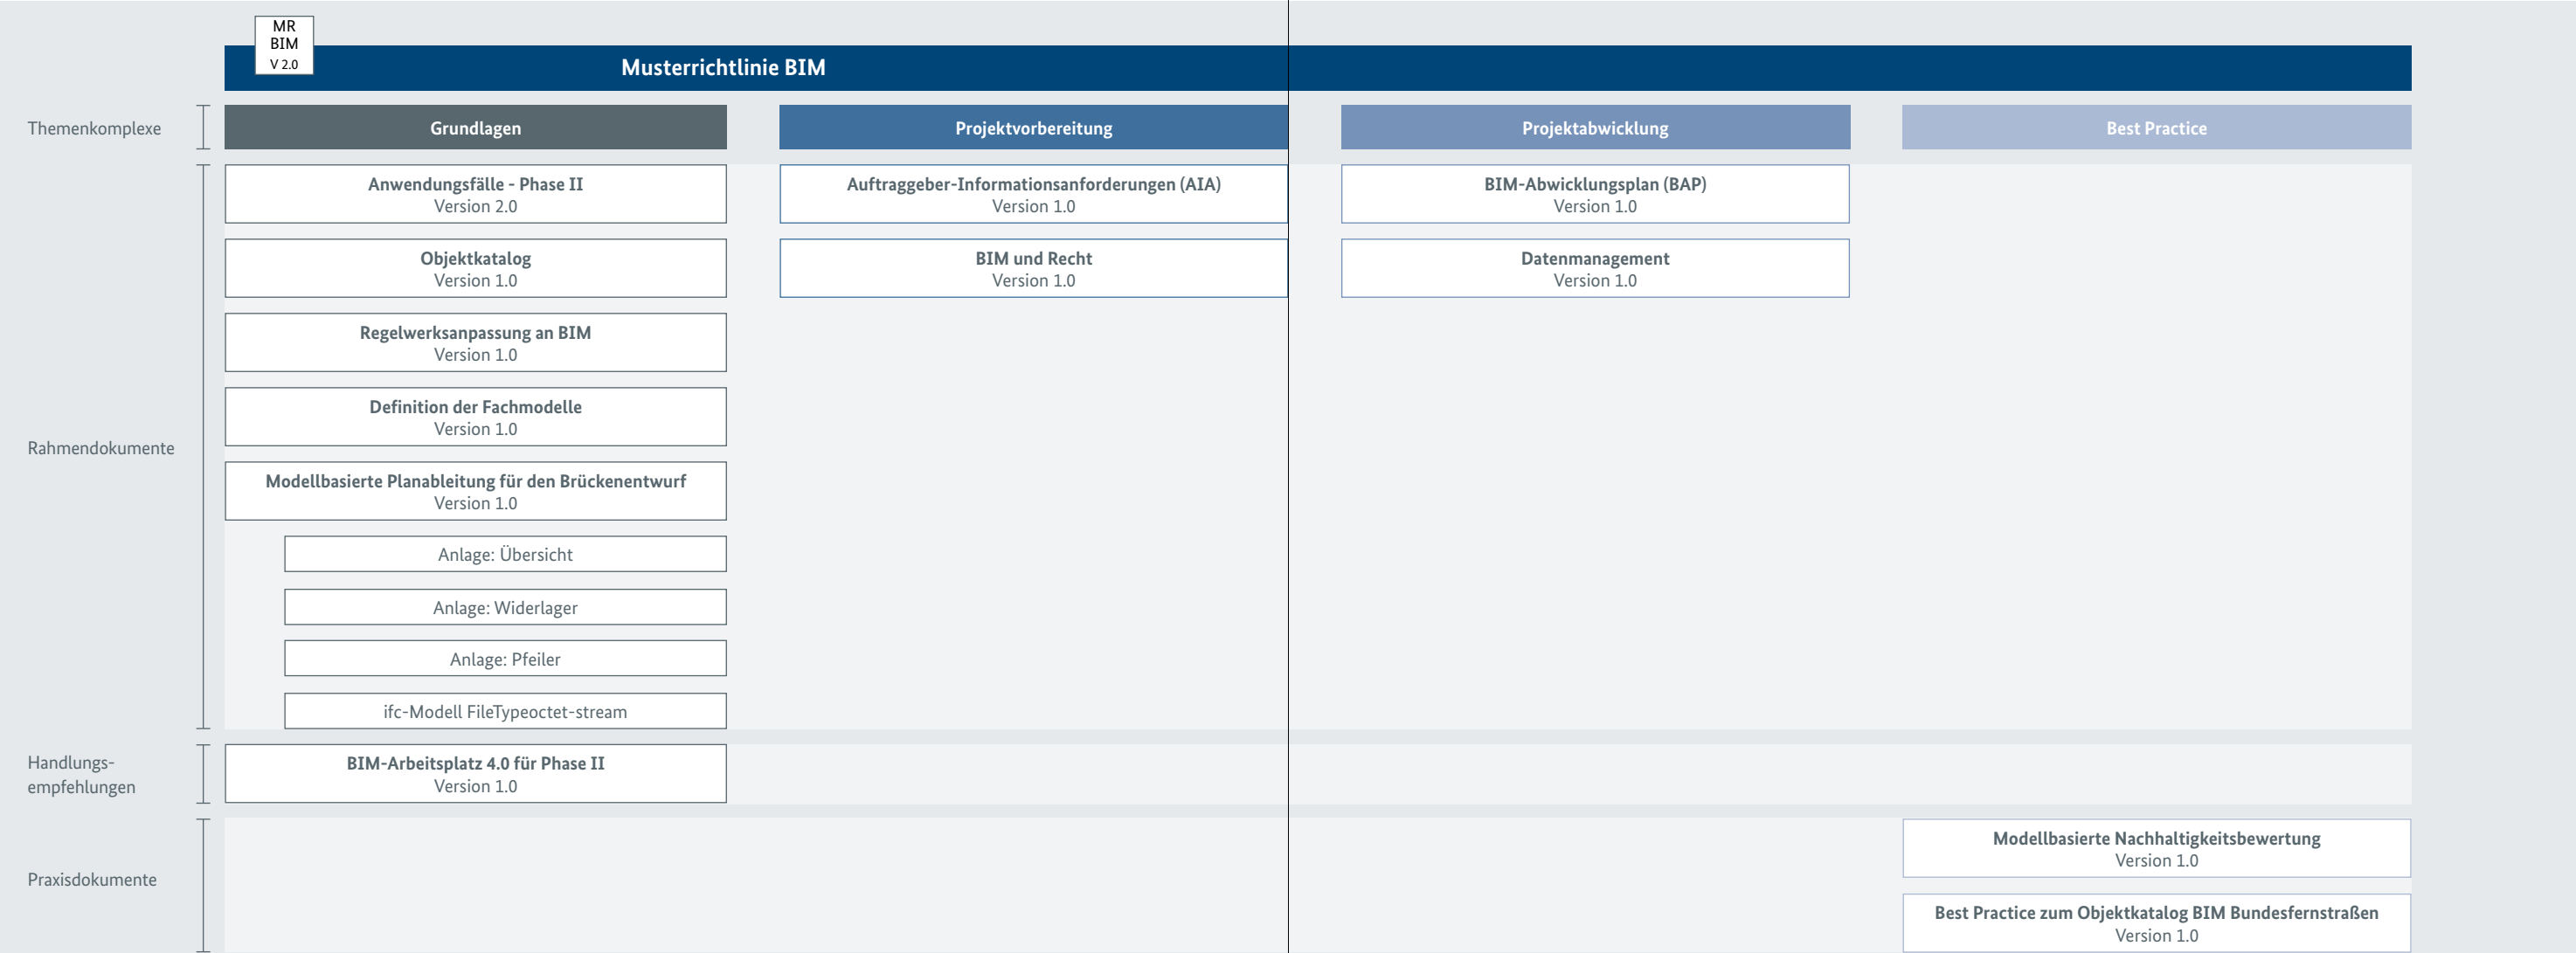 MR
BIM
V 2.0
Musterrichtlinie BIM
Themenkomplexe
Grundlagen
Projektvorbereitung
Projektabwicklung
Best Practice
Rahmendokumente
Anwendungsfälle - Phase II
Version 2.0
Objektkatalog
Version 1.0
Regelwerksanpassung an BIM
Version 1.0
Definition der Fachmodelle
Version 1.0
Modellbasierte Planableitung für den Brückenentwurf
Version 1.0
Anlage: Übersicht
Anlage: Widerlager
Anlage: Pfeiler
ifc-Modell FileTypeoctet-stream
Auftraggeber-Informationsanforderungen (AIA)
Version 1.0
BIM und Recht
Version 1.0
BIM-Abwicklungsplan (BAP)
Version 1.0
Datenmanagement
Version 1.0
Handlungs-
empfehlungen
BIM-Arbeitsplatz 4.0 für Phase II
Version 1.0
Praxisdokumente
Modellbasierte Nachhaltigkeitsbewertung
Version 1.0
Best Practice zum Objektkatalog BIM Bundesfernstraßen
Version 1.0